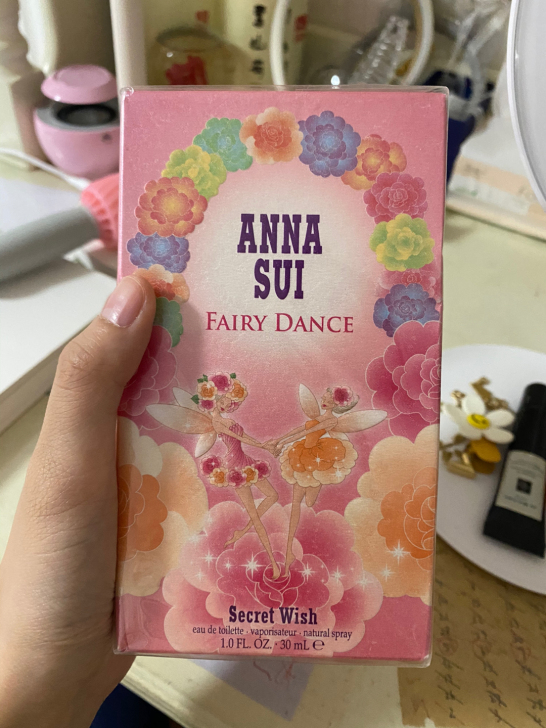 ANNA
SUI
FAIRY DANCE
Secret Wish
eau de toilette · vaporisateur · natural spray
1.0 FL. OZ. · 30 mL ℮